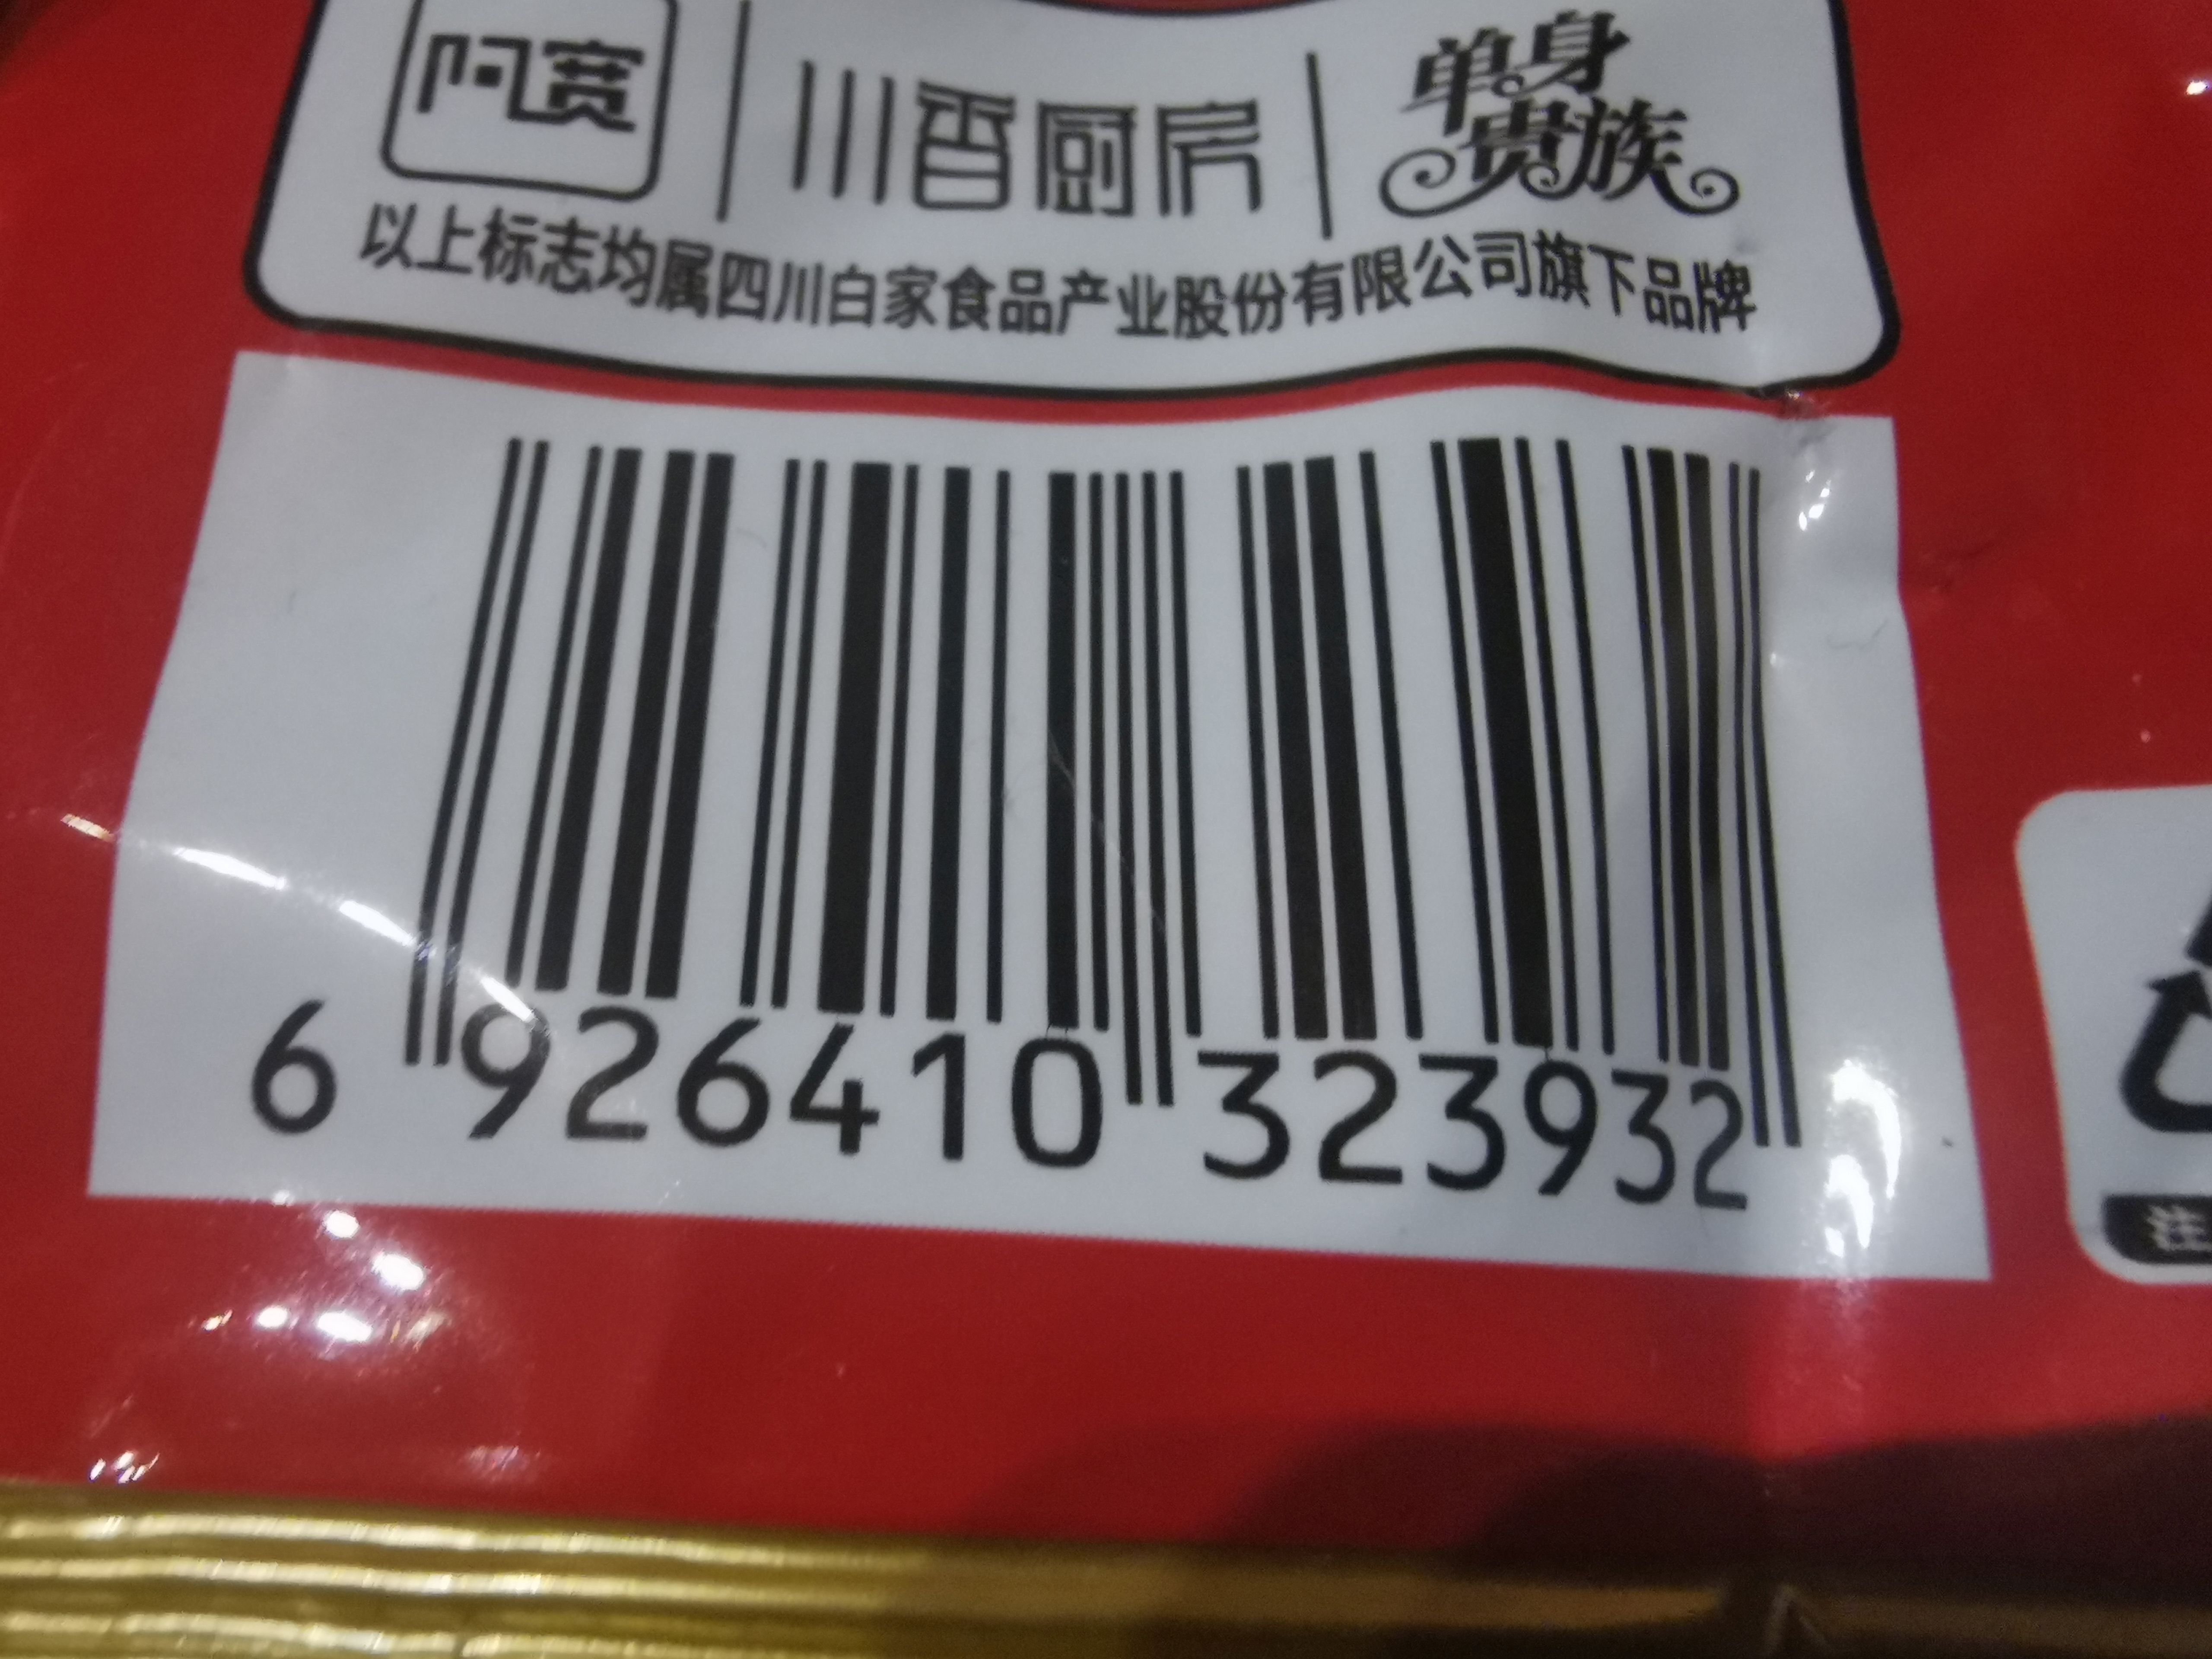 阿宽 川香厨房 单身贵族
以上标志均属四川白家食品产业股份有限公司旗下品牌
6 926410 323932
注